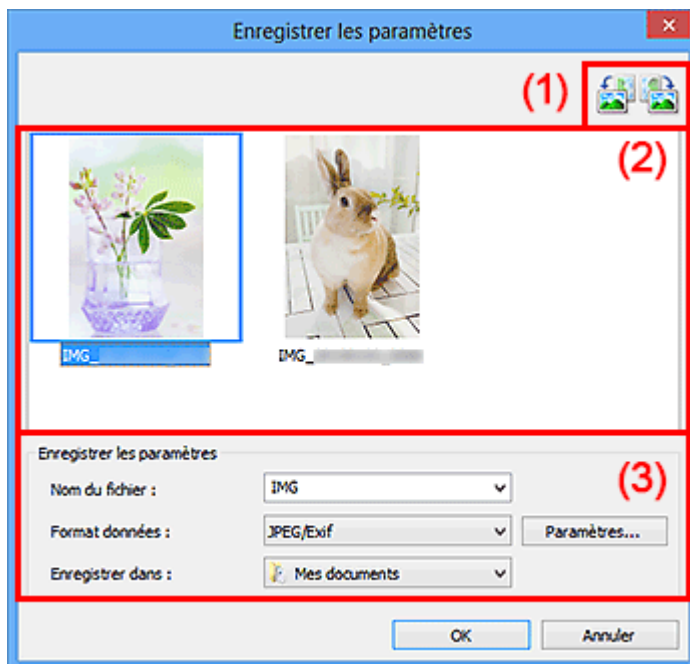 Enregistrer les paramètres
(1)
(2)
IMG_
IMG_
Enregistrer les paramètres
(3)
Nom du fichier :
IMG
Format données :
JPEG/Exif
Paramètres...
Enregistrer dans :
Mes documents
OK
Annuler